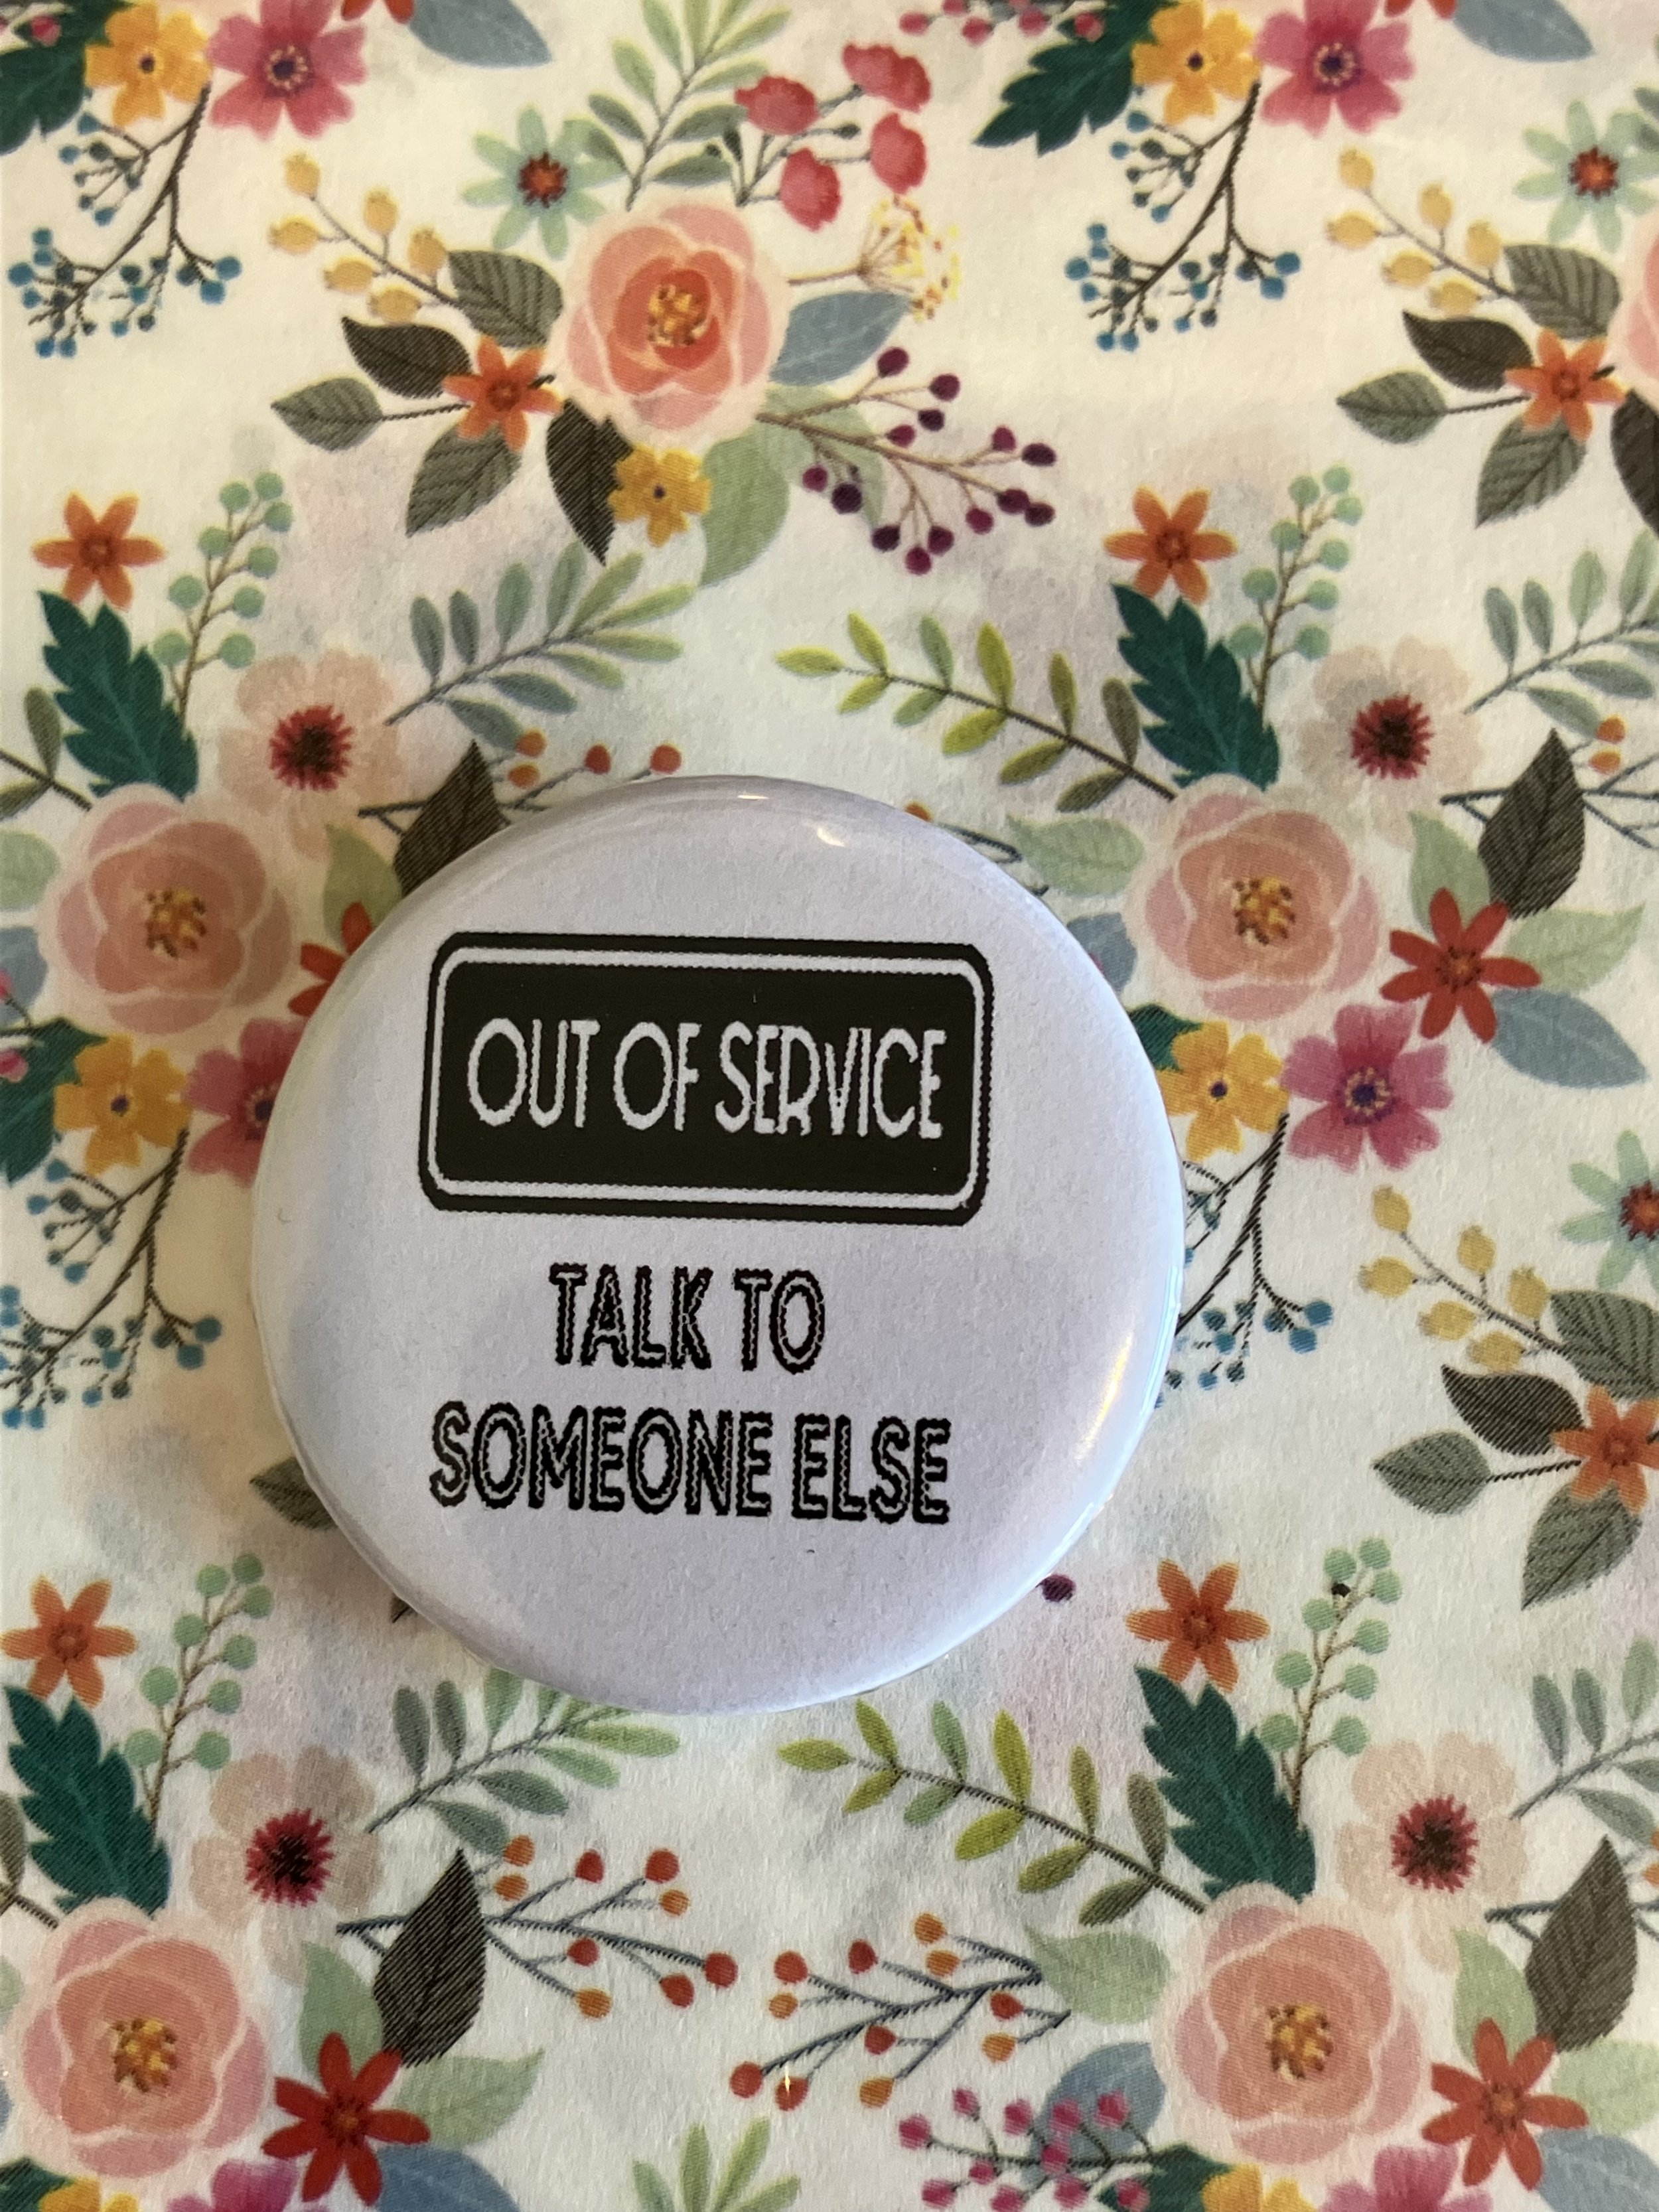 OUT OF SERVICE
TALK TO
SOMEONE ELSE